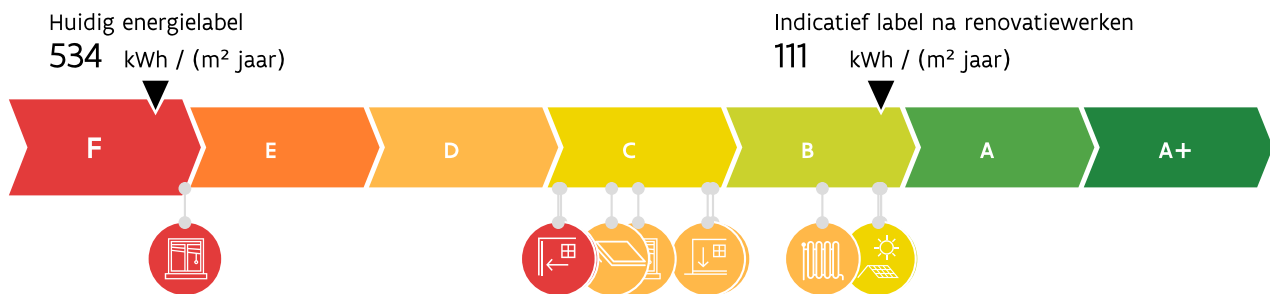 Huidig energielabel
534 kWh / (m² jaar)
Indicatief label na renovatiewerken
111 kWh / (m² jaar)
F E D C B A A+